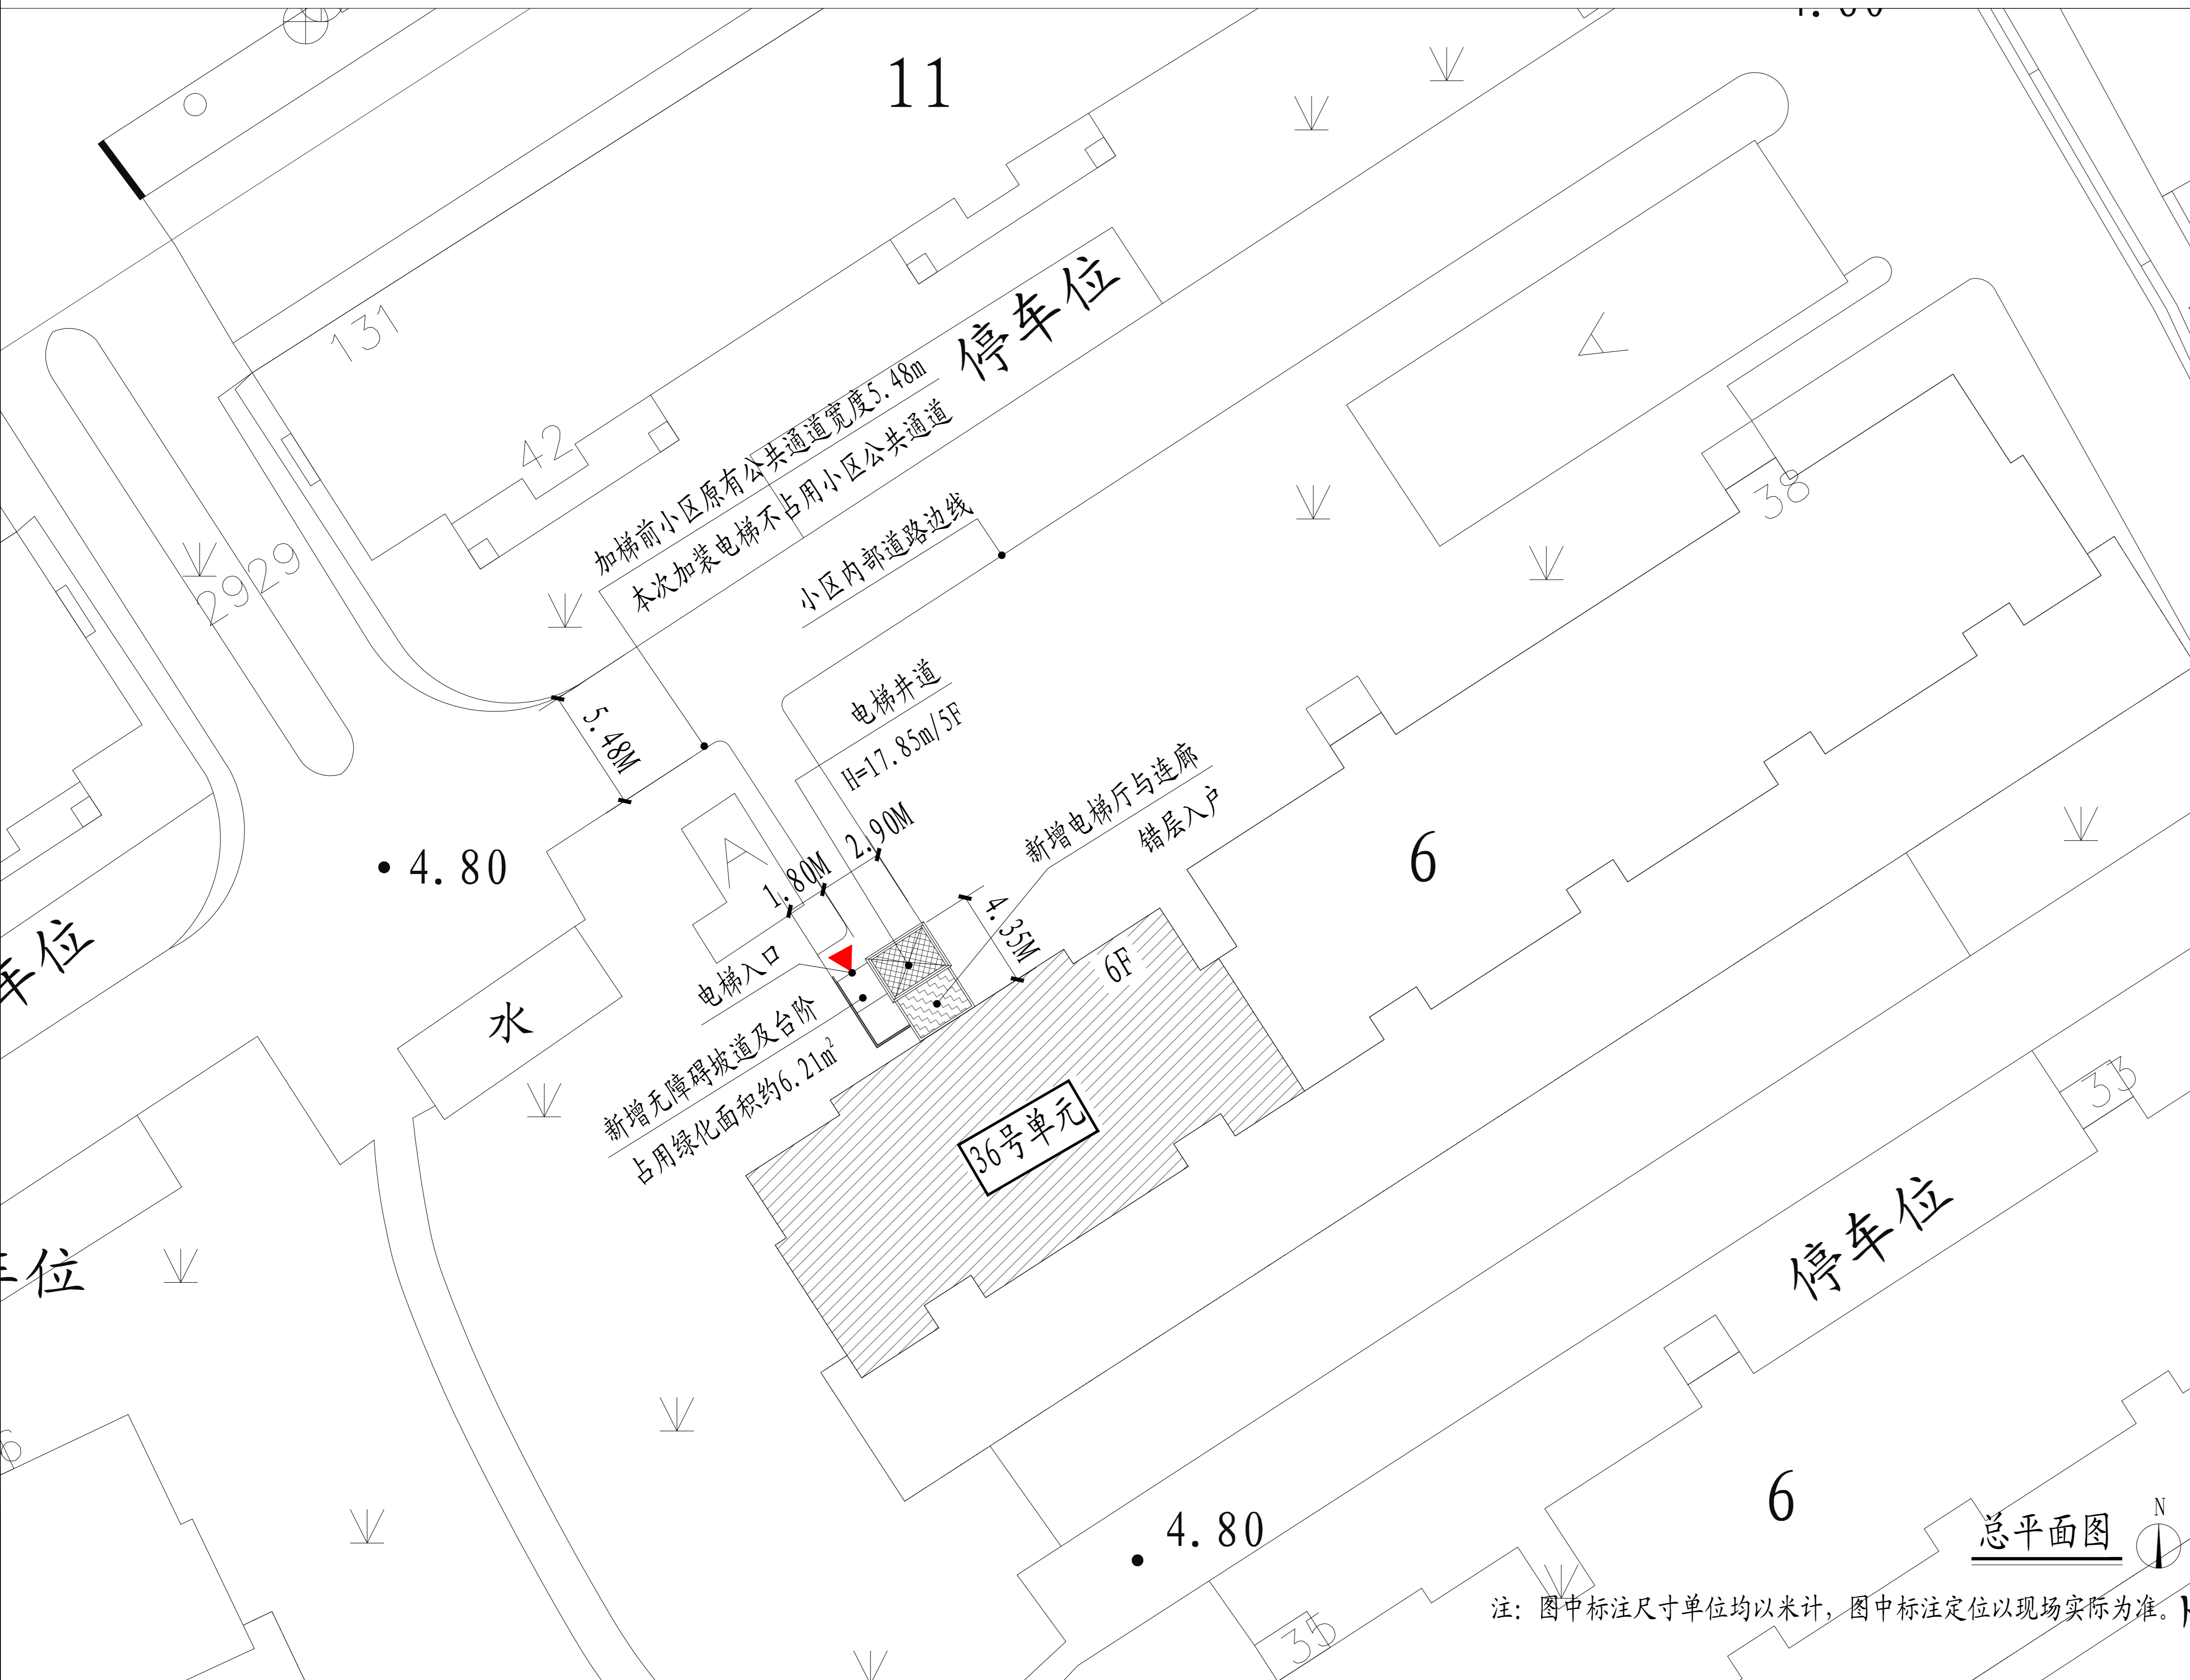 11
131
停车位
加梯前小区原有公共通道宽度5.48m
本次加装电梯不占用小区公共通道
42
38
小区内部道路边线
2929
电梯井道
H=17.85m/5F
5.48M
新增电梯厅与连廊
错层入户
2.90M
1.80M
A
A
4.80
6
4.35M
6F
电梯入口
车位
水
新增无障碍坡道及台阶
占用绿化面积约6.21m²
36号单元
33
停车位
位
6
4.80
6
N
总平面图
注：图中标注尺寸单位均以米计，图中标注定位以现场实际为准。
35